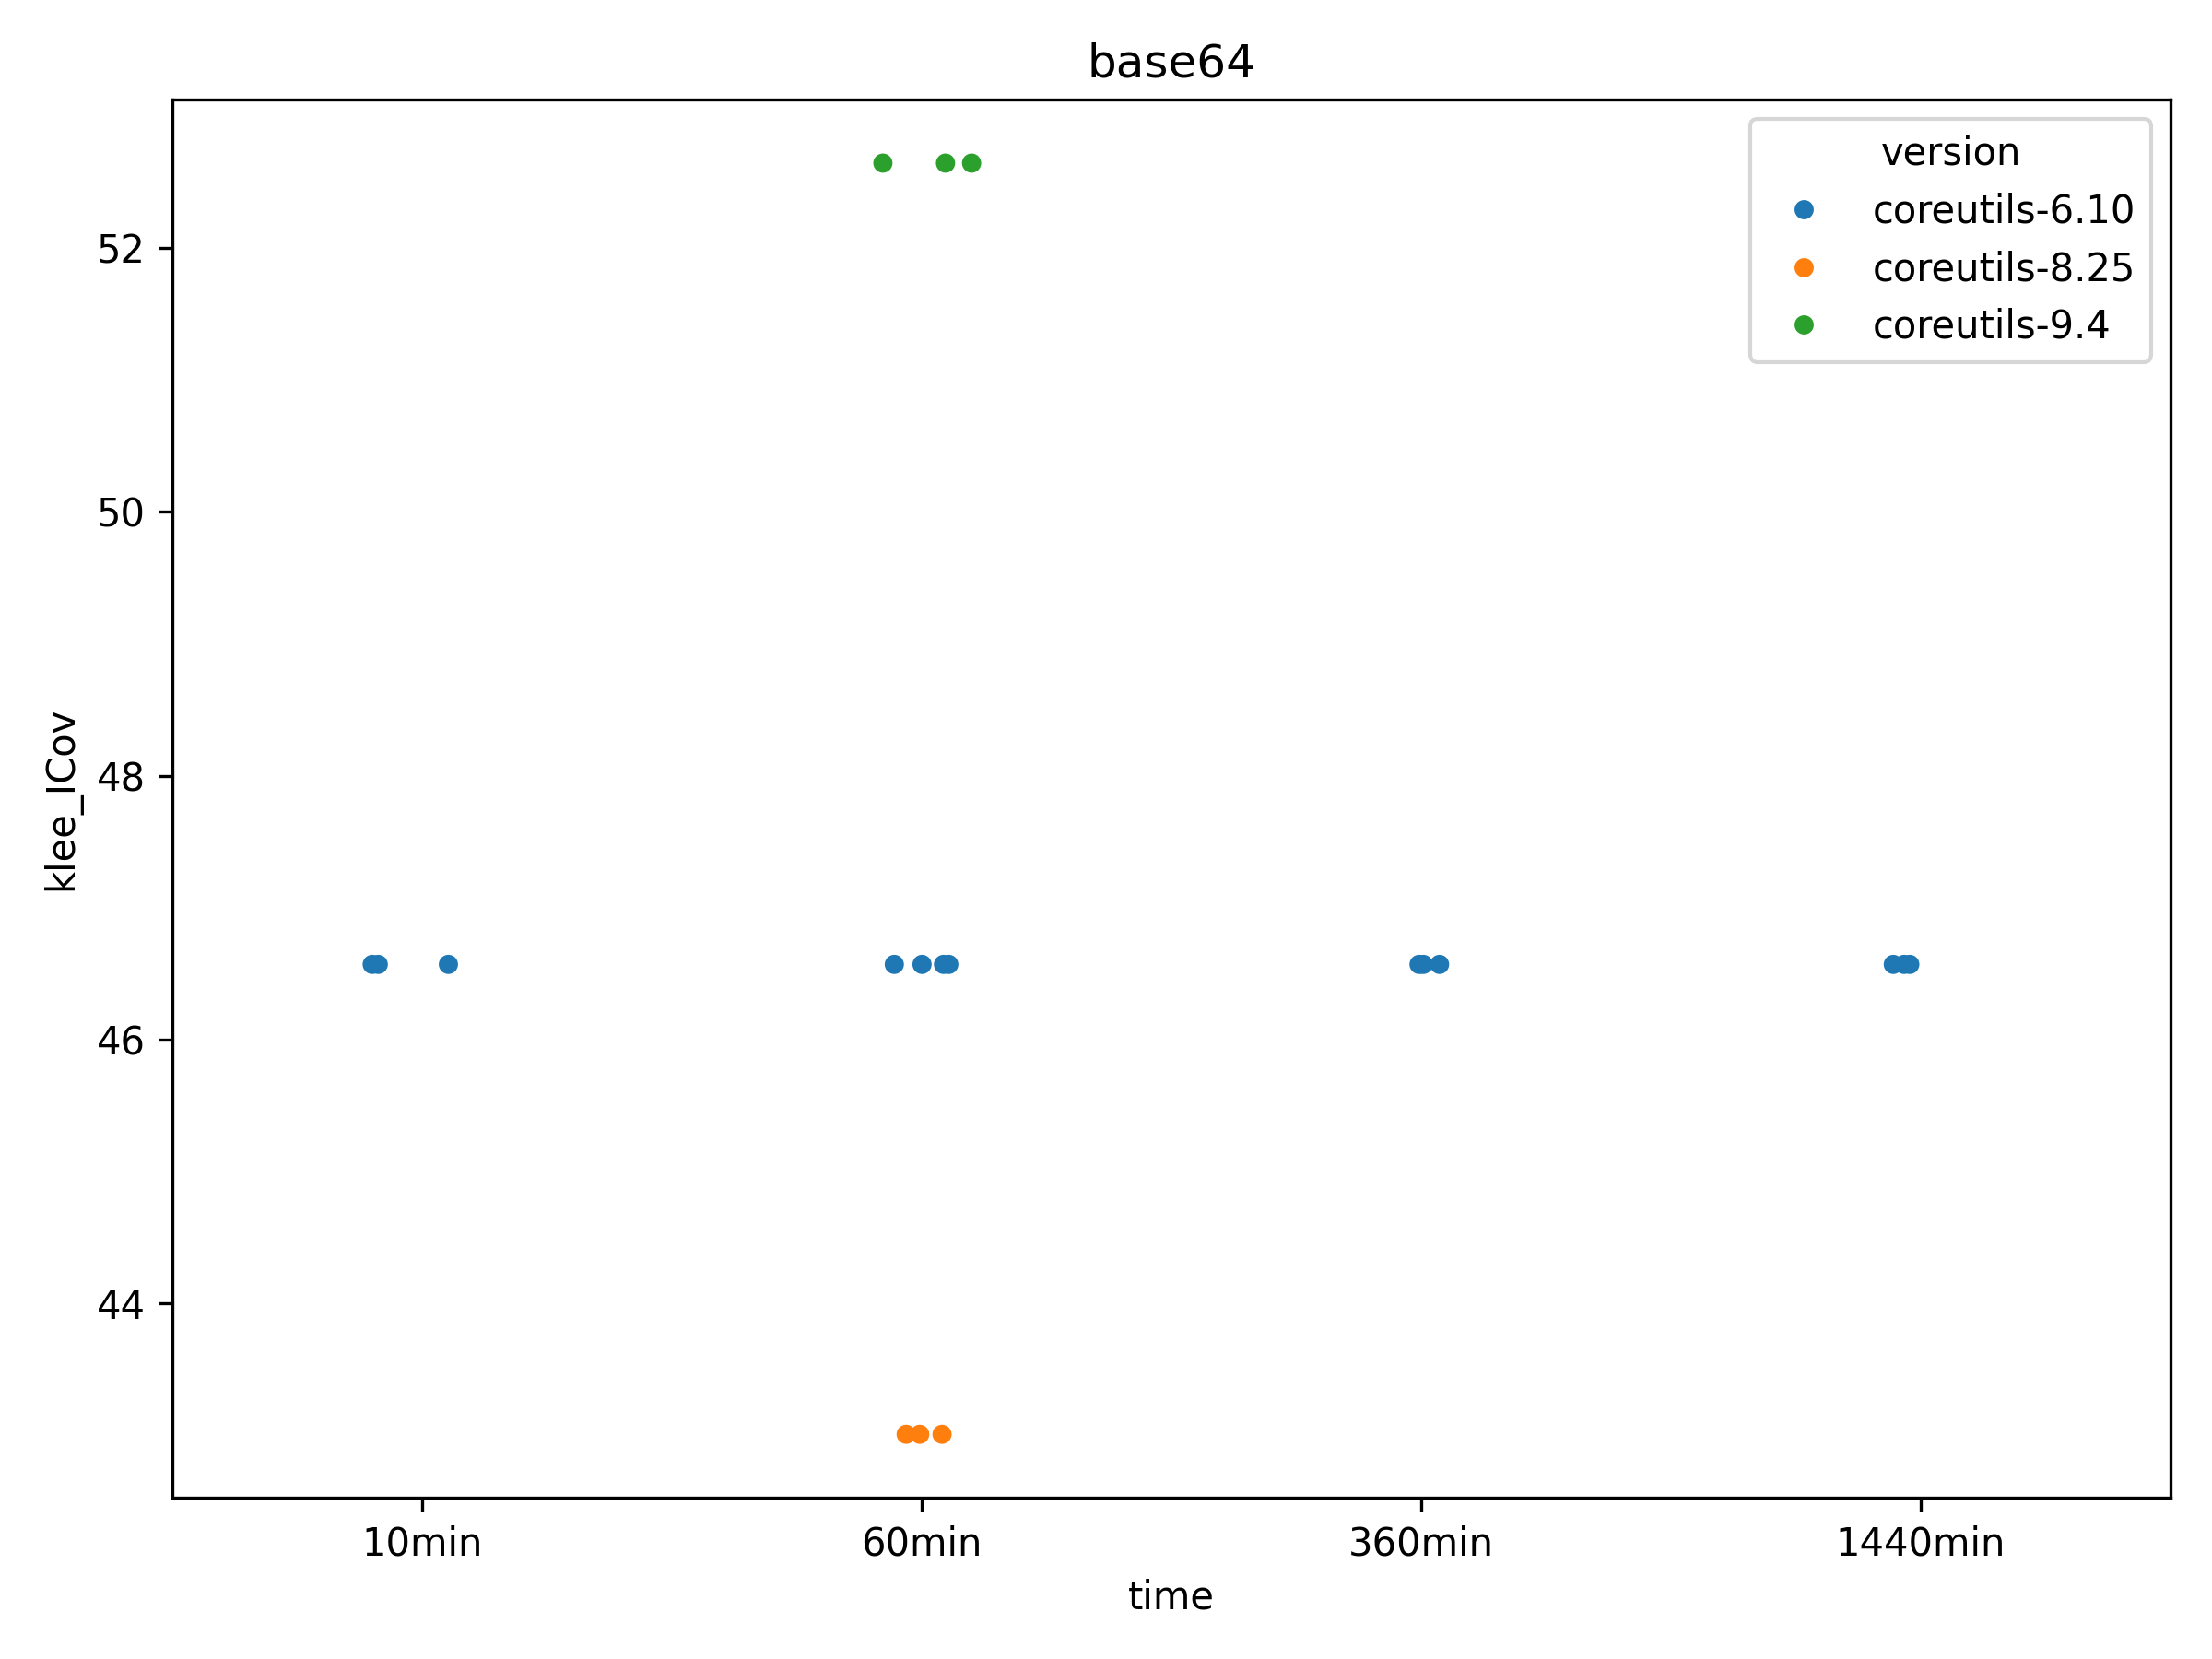 base64
version
coreutils-6.10
coreutils-8.25
coreutils-9.4
52
50
48
46
44
klee_ICov
10min
60min
360min
1440min
time